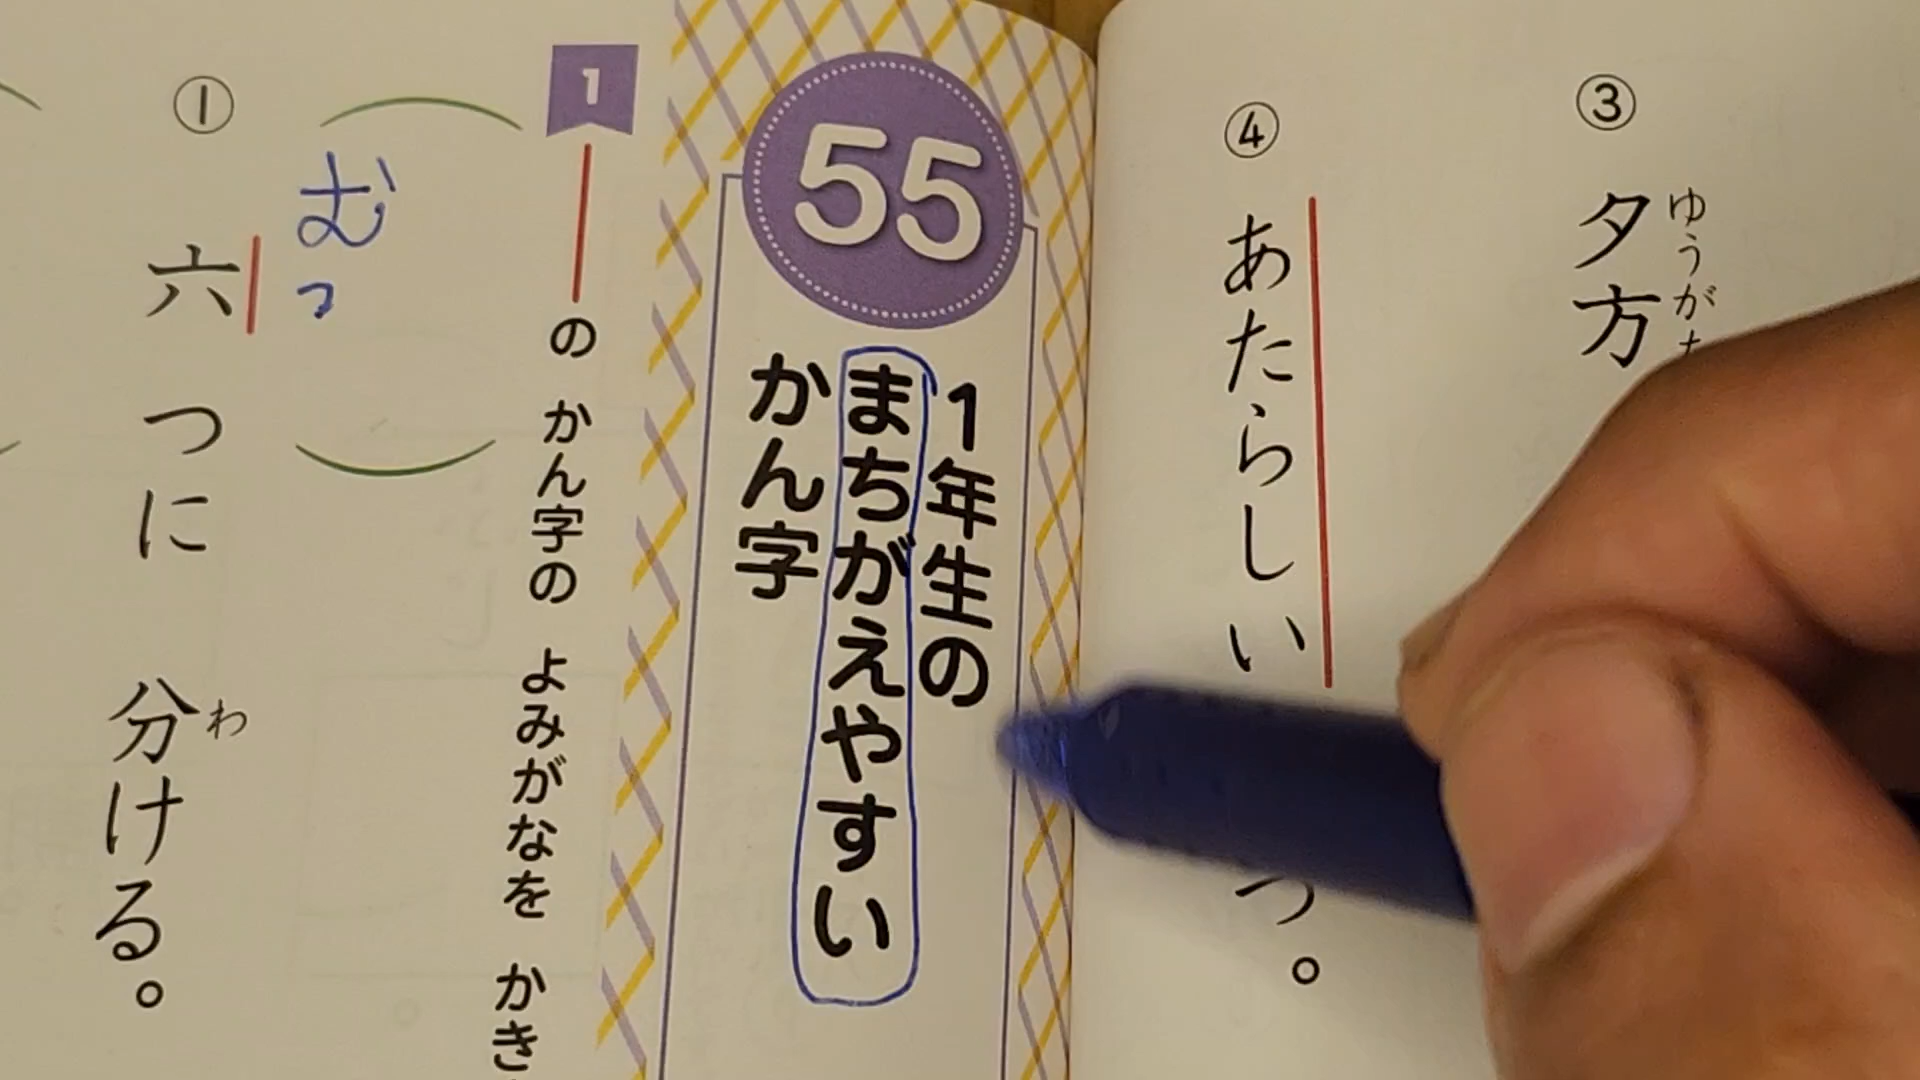 ③
夕方
ゆうが
④
あたらしい
つ。
55
1年生の
まちがえやすい
かん字
1
の かん字の よみがなを かき
むっ
①
六つに 分ける。
わ